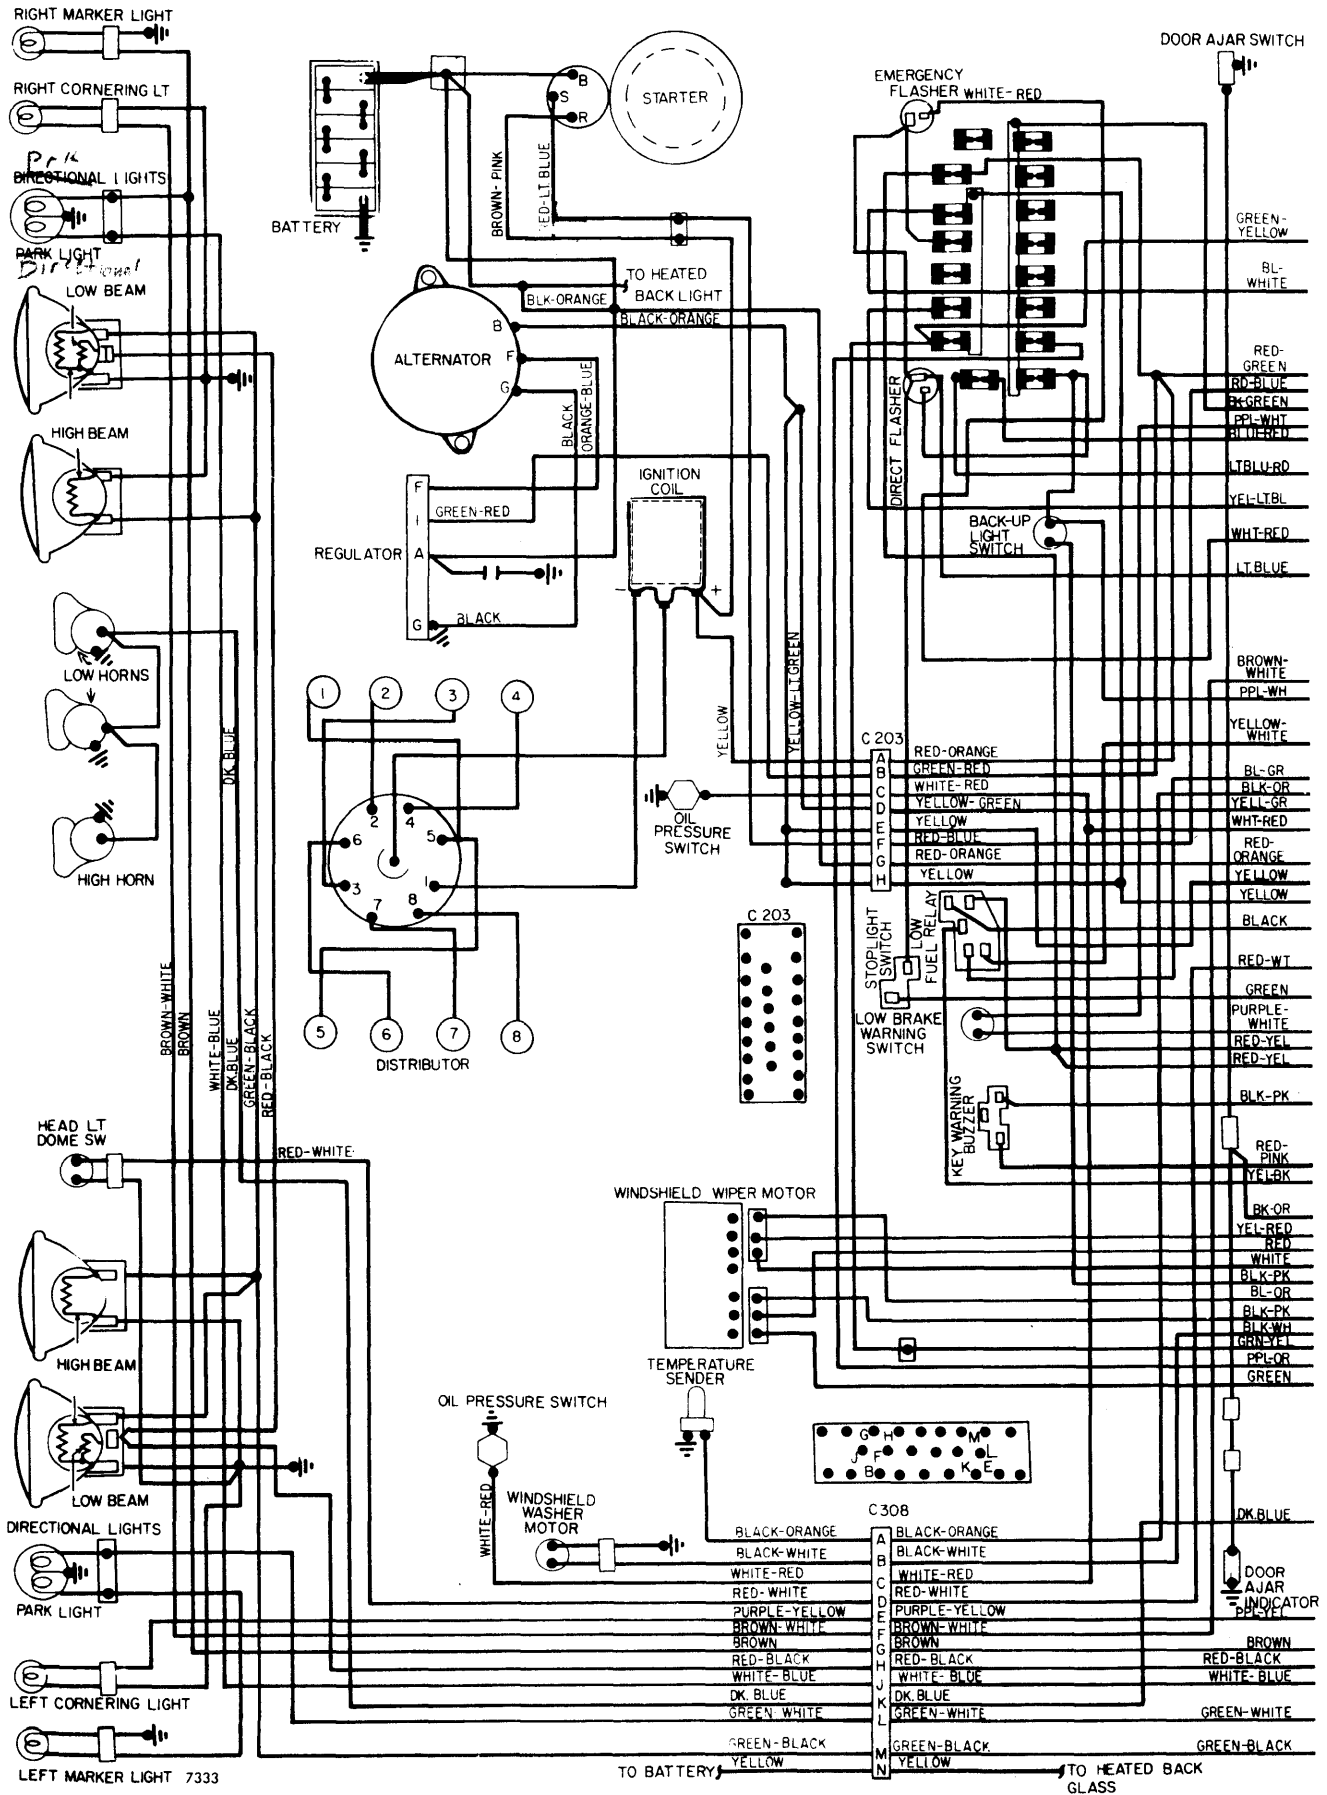 RIGHT MARKER LIGHT
RIGHT CORNERING LT
Prk
DIRECTIONAL LIGHTS
PARK LIGHT
Directional
LOW BEAM
HIGH BEAM
LOW HORNS
HIGH HORN
BATTERY
STARTER
B
S
R
BROWN-PINK
RED-LT. BLUE
TO HEATED
BACK LIGHT
BLK-ORANGE
BLACK-ORANGE
ALTERNATOR
B
F
G
BLACK
ORANGE-BLUE
REGULATOR
F
I
A
G
GREEN-RED
BLACK
IGNITION
COIL
-
+
YELLOW
YELLOW-LT.GREEN
1
2
3
4
2
4
6
5
3
1
7
8
5
6
7
8
DISTRIBUTOR
OIL
PRESSURE
SWITCH
C 203
DK. BLUE
BROWN-WHITE
BROWN
WHITE-BLUE
DK.BLUE
GREEN-BLACK
RED-BLACK
HEAD LT
DOME SW
RED-WHITE
HIGH BEAM
LOW BEAM
DIRECTIONAL LIGHTS
PARK LIGHT
LEFT CORNERING LIGHT
LEFT MARKER LIGHT 7333
EMERGENCY
FLASHER
WHITE-RED
DOOR AJAR SWITCH
DIRECT FLASHER
BACK-UP
LIGHT
SWITCH
GREEN-
YELLOW
BL-
WHITE
RED-
GREEN
RD-BLUE
BK-GREEN
PPL-WHT
BLUE-RED
LTBLU-RD
YEL-LT.BL
WHT-RED
LT.BLUE
BROWN-
WHITE
PPL-WH
YELLOW-
WHITE
BL-GR
BLK-OR
YELL-GR
WHT-RED
RED-
ORANGE
YELLOW
YELLOW
BLACK
RED-WT
GREEN
PURPLE-
WHITE
RED-YEL
RED-YEL
BLK-PK
RED-
PINK
YEL-BK
BK-OR
YEL-RED
RED
WHITE
BLK-PK
BL-OR
BLK-PK
BLK-WH
GRN-YEL
PPL-OR
GREEN
C 203
A RED-ORANGE
B GREEN-RED
C WHITE-RED
D YELLOW-GREEN
E YELLOW
F RED-BLUE
G RED-ORANGE
H YELLOW
STOPLIGHT
SWITCH
LOW
FUEL RELAY
LOW BRAKE
WARNING
SWITCH
KEY WARNING
BUZZER
WINDSHIELD WIPER MOTOR
TEMPERATURE
SENDER
OIL PRESSURE SWITCH
WHITE-RED
WINDSHIELD
WASHER
MOTOR
G H M
J F L
B K E
C308
BLACK-ORANGE A BLACK-ORANGE
BLACK-WHITE B BLACK-WHITE
WHITE-RED C WHITE-RED
RED-WHITE D RED-WHITE
PURPLE-YELLOW E PURPLE-YELLOW
BROWN-WHITE F BROWN-WHITE
BROWN G BROWN
RED-BLACK H RED-BLACK
WHITE-BLUE J WHITE-BLUE
DK. BLUE K DK.BLUE
GREEN WHITE L GREEN-WHITE
GREEN-BLACK M GREEN-BLACK
TO BATTERY YELLOW N YELLOW TO HEATED BACK
GLASS
DK.BLUE
DOOR
AJAR
INDICATOR
PPL-YEL
BROWN
RED-BLACK
WHITE-BLUE
GREEN-WHITE
GREEN-BLACK